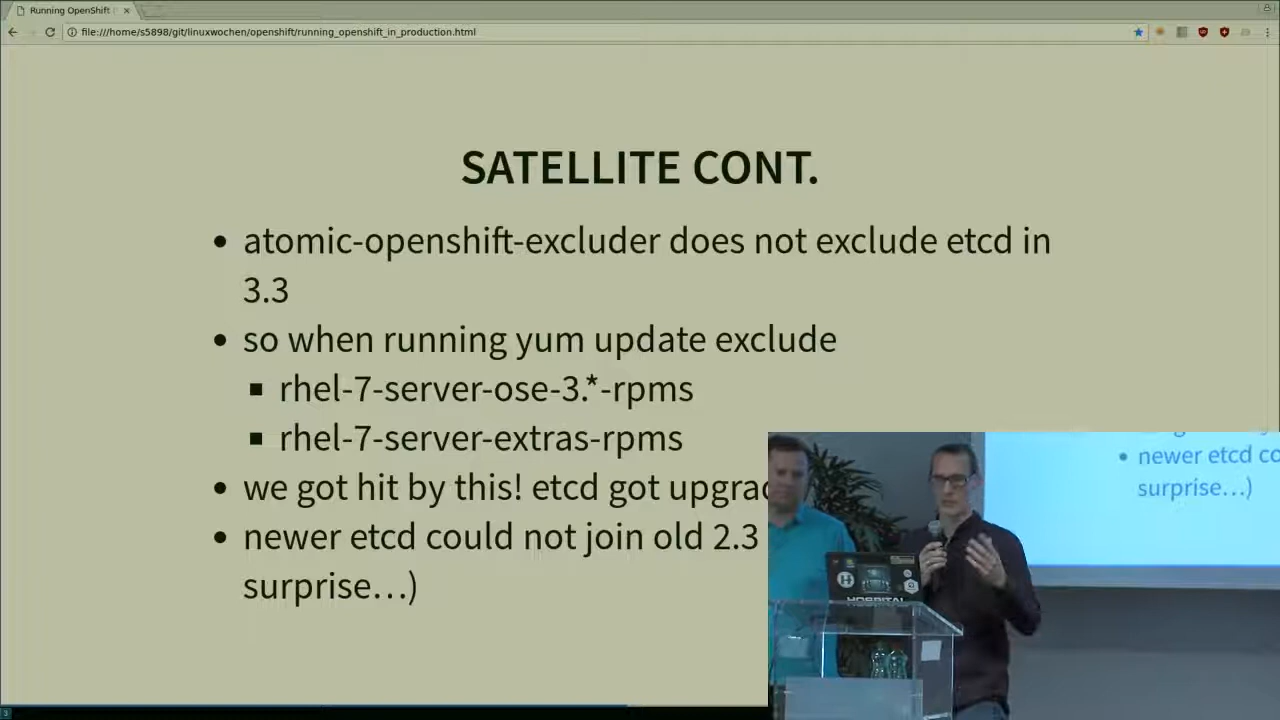 Running OpenShift
file:///home/s5898/git/linuxwochen/openshift/running_openshift_in_production.html
SATELLITE CONT.
atomic-openshift-excluder does not exclude etcd in
3.3
so when running yum update exclude
rhel-7-server-ose-3.*-rpms
rhel-7-server-extras-rpms
we got hit by this! etcd got
newer etcd could not join old 2.3
surprise…)
newer etcd
surprise…)
HOSPITAL